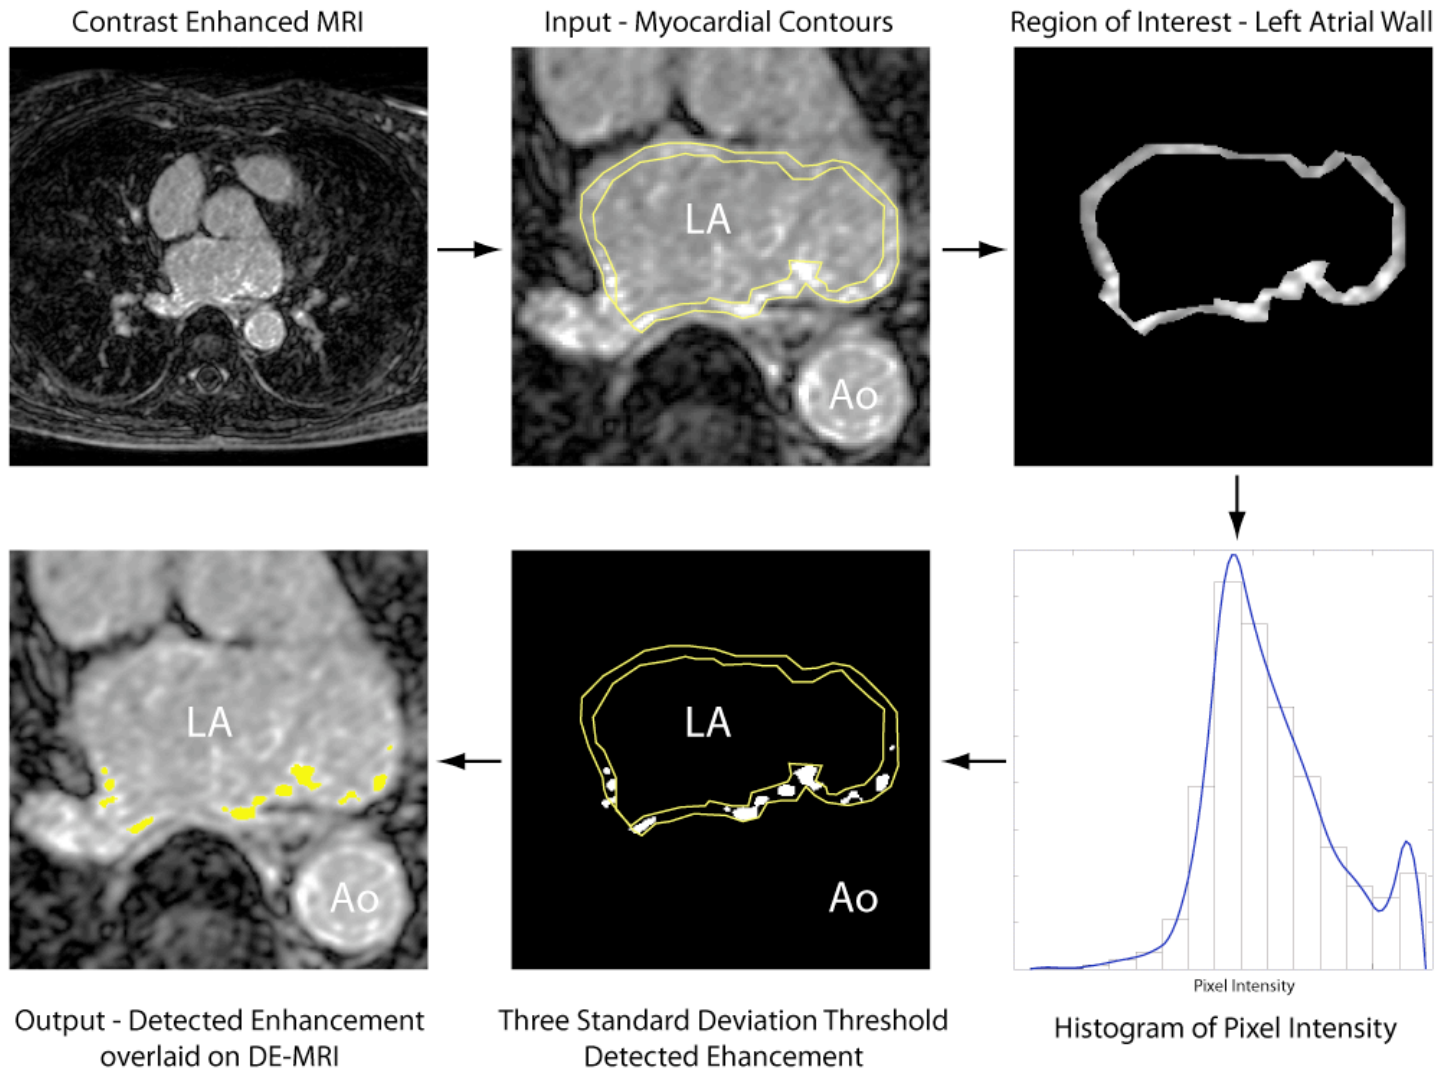 Contrast Enhanced MRI
Input - Myocardial Contours
Region of Interest - Left Atrial Wall
LA
Ao
LA
Ao
LA
Ao
Pixel Intensity
Output - Detected Enhancement
overlaid on DE-MRI
Three Standard Deviation Threshold
Detected Ehancement
Histogram of Pixel Intensity